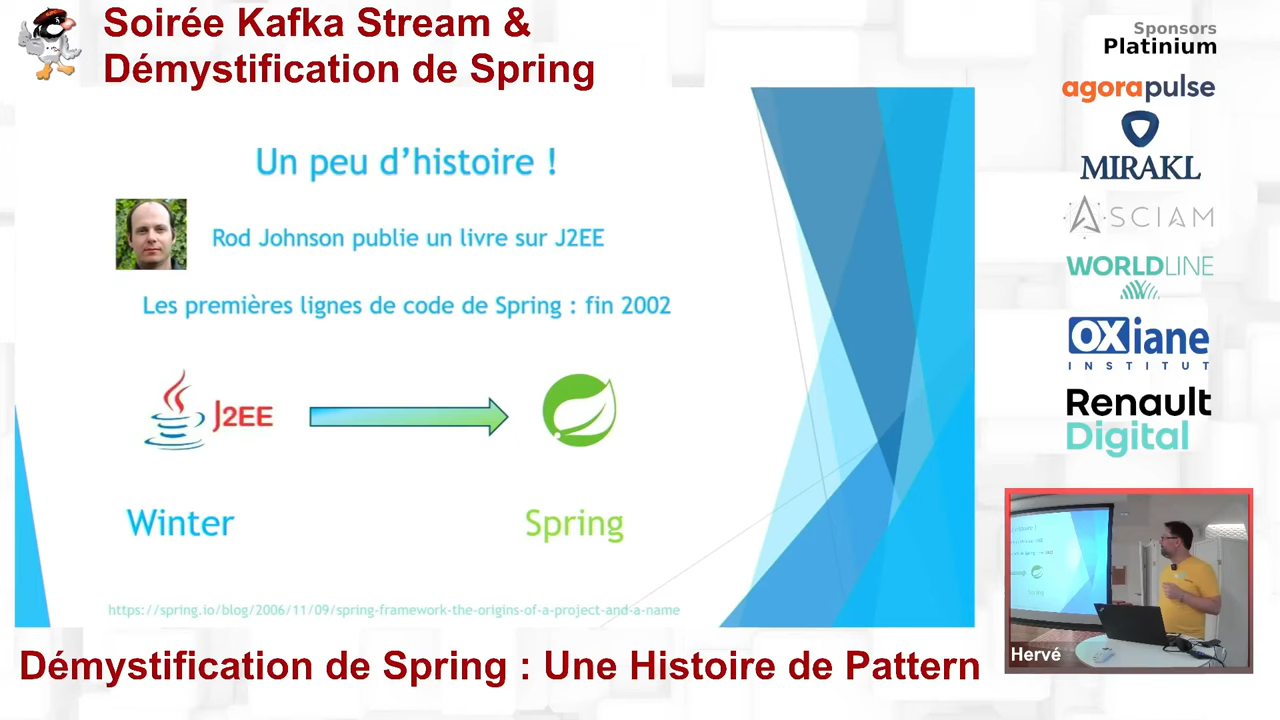 Soirée Kafka Stream &
Démystification de Spring
Un peu d’histoire !
Rod Johnson publie un livre sur J2EE
Les premières lignes de code de Spring : fin 2002
J2EE
Winter
Spring
https://spring.io/blog/2006/11/09/spring-framework-the-origins-of-a-project-and-a-name
Démystification de Spring : Une Histoire de Pattern
Sponsors
Platinium
agorapulse
MIRAKL
ASCIAM
WORLDLINE
OXiane
INSTITUT
Renault
Digital
Hervé